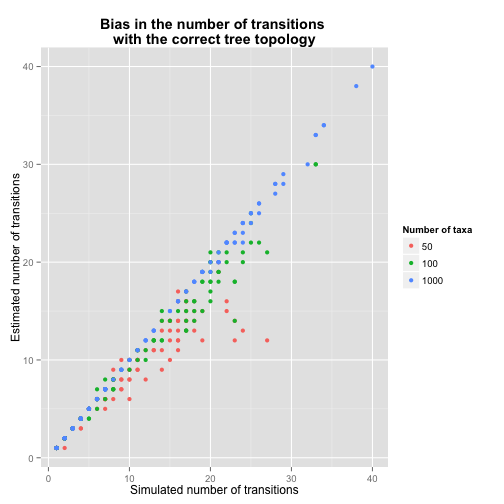 Bias in the number of transitions
with the correct tree topology
Estimated number of transitions
40
30
20
10
0
0 10 20 30 40
Simulated number of transitions
Number of taxa
50
100
1000